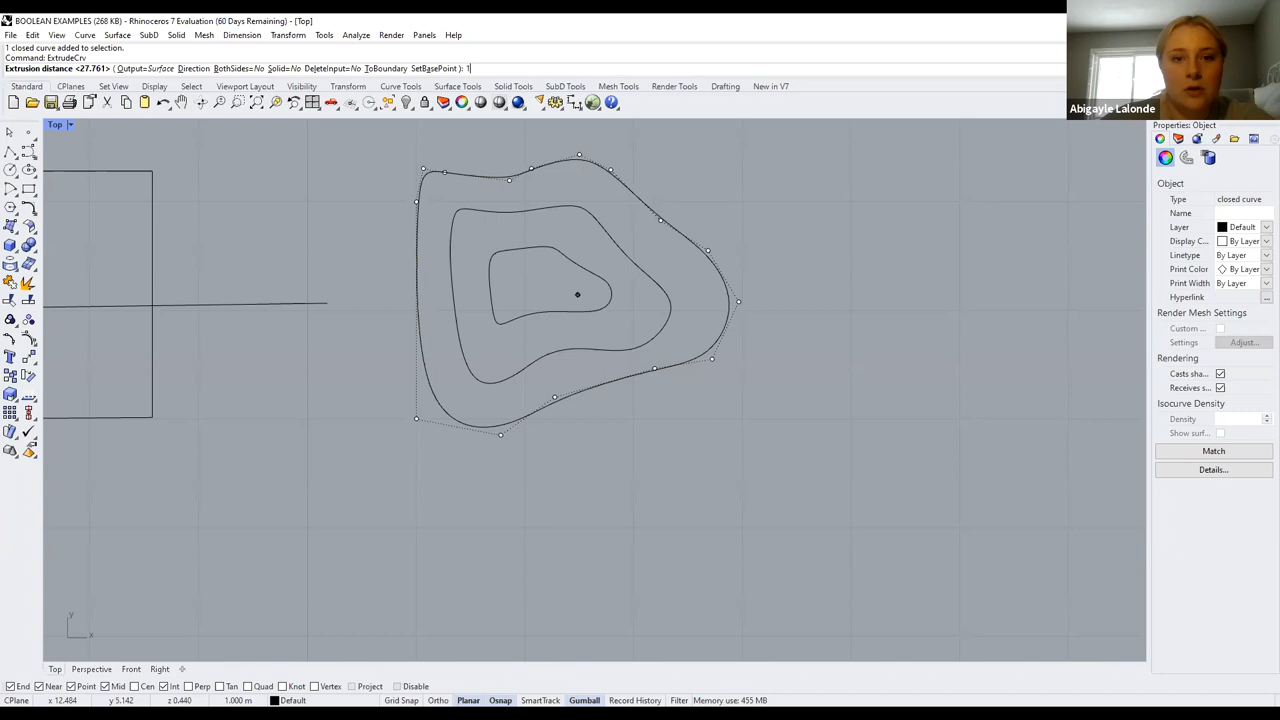 BOOLEAN EXAMPLES (268 KB) - Rhinoceros 7 Evaluation (60 Days Remaining) - [Top]
File Edit View Curve Surface SubD Solid Mesh Dimension Transform Tools Analyze Render Panels Help
1 closed curve added to selection.
Command: ExtrudeCrv
Extrusion distance <27.761> ( Output=Surface Direction BothSides=No Solid=No DeleteInput=No ToBoundary SetBasePoint ): 1
Standard CPlanes Set View Display Select Viewport Layout Visibility Transform Curve Tools Surface Tools Solid Tools SubD Tools Mesh Tools Render Tools Drafting New in V7
Abigayle Lalonde
Top
Properties: Object
Object
Type closed curve
Name
Layer Default
Display C... By Layer
Linetype By Layer
Print Color By Layer
Print Width By Layer
Hyperlink ...
Render Mesh Settings
Custom ...
Settings Adjust...
Rendering
Casts sha...
Receives s...
Isocurve Density
Density
Show surf...
Match
Details...
y
x
Top Perspective Front Right
End Near Point Mid Cen Int Perp Tan Quad Knot Vertex Project Disable
CPlane x 12.484 y 5.142 z 0.440 1.000 m Default Grid Snap Ortho Planar Osnap SmartTrack Gumball Record History Filter Memory use: 455 MB